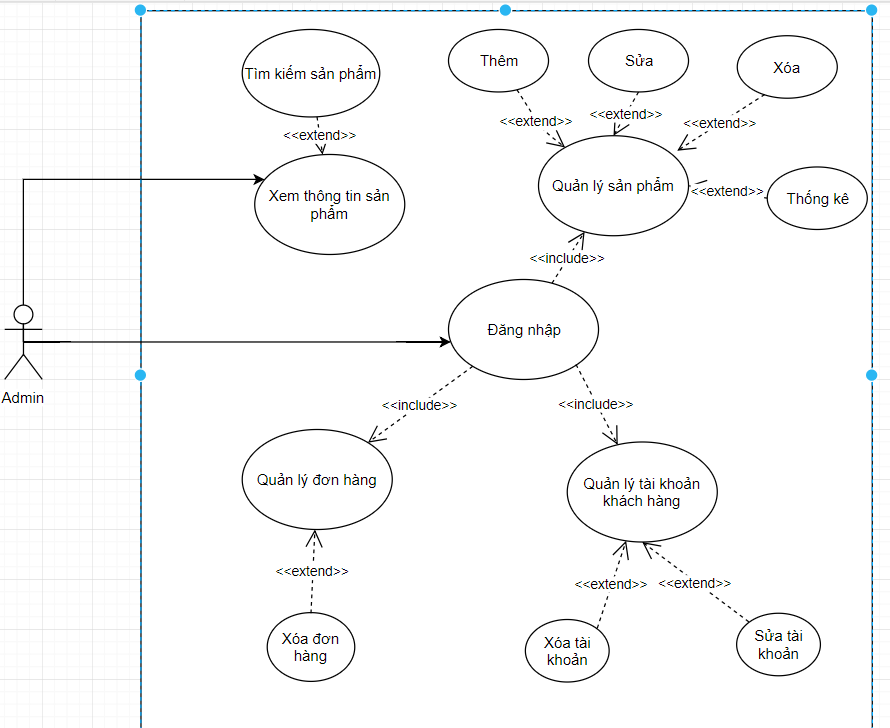 Tìm kiếm sản phẩm
Thêm
Sửa
Xóa
<<extend>>
<<extend>>
<<extend>>
<<extend>>
Xem thông tin sản
phẩm
Quản lý sản phẩm
<<extend>>
Thống kê
<<include>>
Đăng nhập
Admin
<<include>>
<<include>>
Quản lý đơn hàng
Quản lý tài khoản
khách hàng
<<extend>>
<<extend>>
<<extend>>
Xóa đơn
hàng
Xóa tài
khoản
Sửa tài
khoản